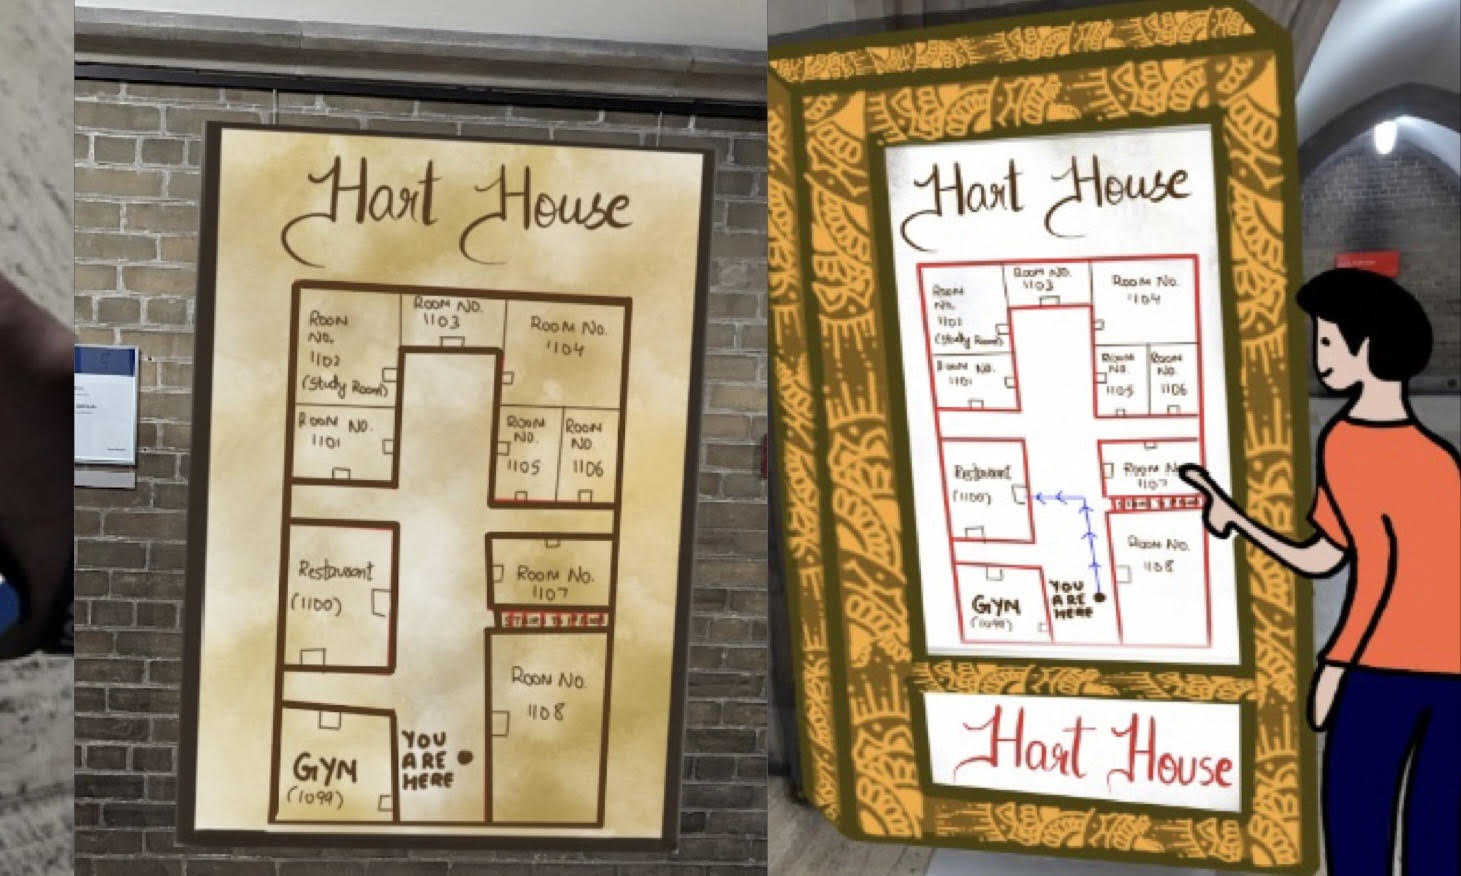 Hart House
ROOM NO.
1102
(Study Room)
ROOM NO.
1103
ROOM NO.
1104
ROOM NO.
1101
ROOM NO.
1105
ROOM NO.
1106
Restaurant
(1100)
ROOM NO.
1107
ROOM NO.
1108
GYN
(1099)
YOU
ARE
HERE
Hart House
ROOM
NO.
1102
(Study Room)
ROOM NO.
1103
ROOM NO.
1104
ROOM NO.
1101
ROOM
NO.
1105
ROOM
NO.
1106
Restaurant
(1100)
ROOM
1107
ROOM NO.
1108
GYN
(1099)
YOU
ARE
HERE
Hart House